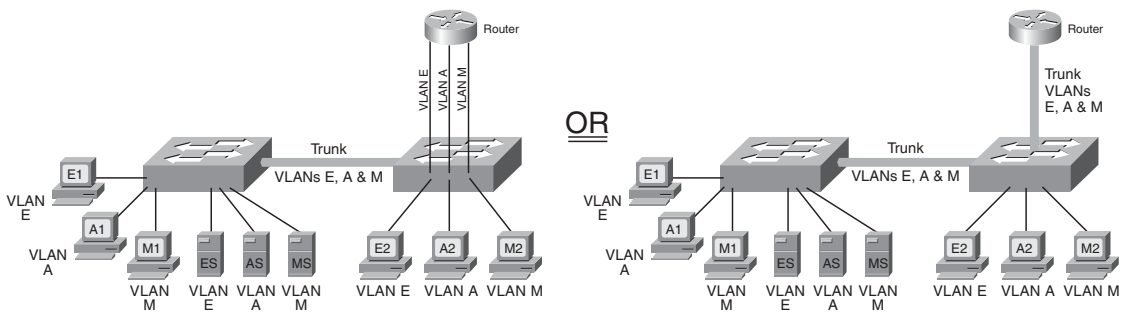 Router
VLAN E
VLAN A
VLAN M
Trunk
VLANs E, A & M
E1
VLAN
E
A1
VLAN
A
M1
VLAN
M
ES
VLAN
E
AS
VLAN
A
MS
VLAN
M
E2
VLAN E
A2
VLAN A
M2
VLAN M
OR
Router
Trunk
VLANs
E, A & M
Trunk
VLANs E, A & M
E1
VLAN
E
A1
VLAN
A
M1
VLAN
M
ES
VLAN
E
AS
VLAN
A
MS
VLAN
M
E2
VLAN E
A2
VLAN A
M2
VLAN M